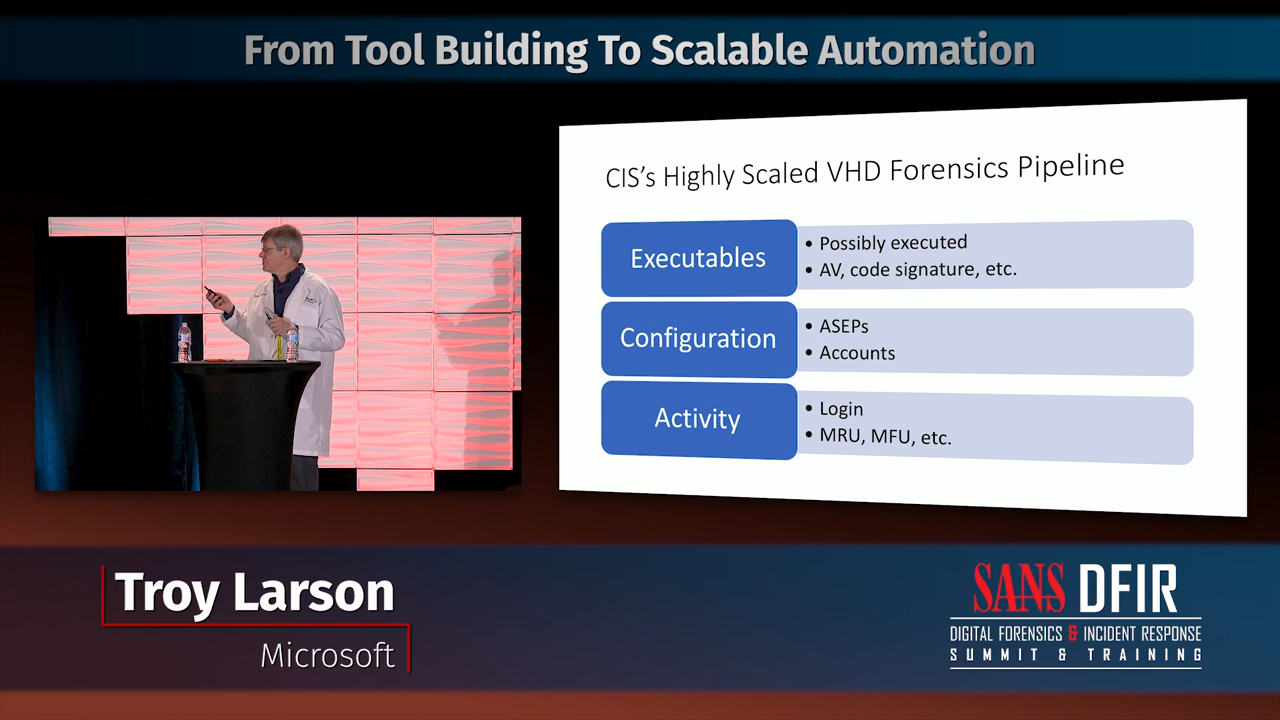 From Tool Building To Scalable Automation
CIS's Highly Scaled VHD Forensics Pipeline
Executables
• Possibly executed
• AV, code signature, etc.
Configuration
• ASEPs
• Accounts
Activity
• Login
• MRU, MFU, etc.
Troy Larson
Microsoft
SANS DFIR
DIGITAL FORENSICS & INCIDENT RESPONSE
SUMMIT & TRAINING